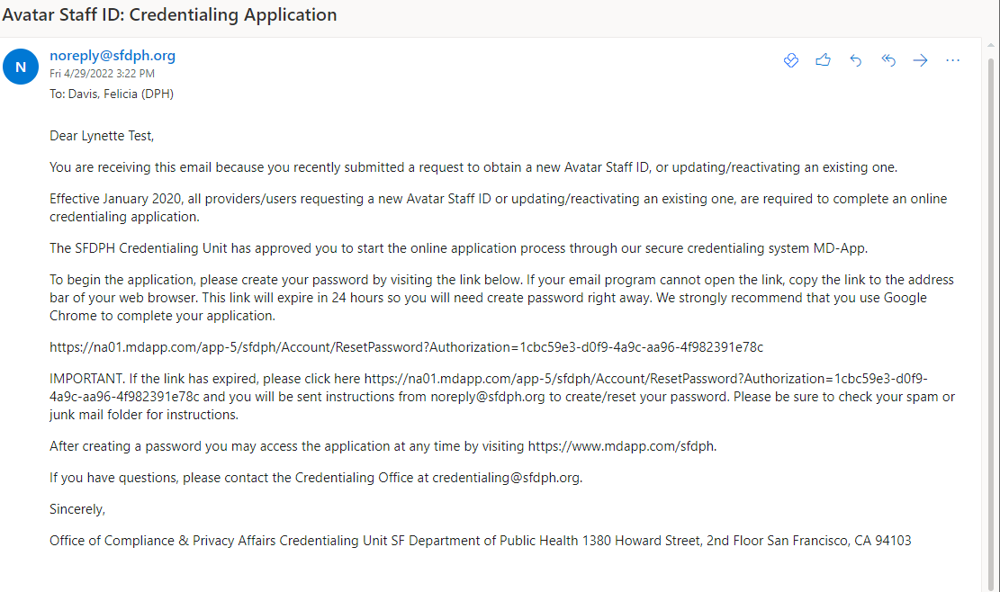 Avatar Staff ID: Credentialing Application
N
noreply@sfdph.org
Fri 4/29/2022 3:22 PM
To: Davis, Felicia (DPH)
Dear Lynette Test,
You are receiving this email because you recently submitted a request to obtain a new Avatar Staff ID, or updating/reactivating an existing one.
Effective January 2020, all providers/users requesting a new Avatar Staff ID or updating/reactivating an existing one, are required to complete an online
credentialing application.
The SFDPH Credentialing Unit has approved you to start the online application process through our secure credentialing system MD-App.
To begin the application, please create your password by visiting the link below. If your email program cannot open the link, copy the link to the address
bar of your web browser. This link will expire in 24 hours so you will need create password right away. We strongly recommend that you use Google
Chrome to complete your application.
https://na01.mdapp.com/app-5/sfdph/Account/ResetPassword?Authorization=1cbc59e3-d0f9-4a9c-aa96-4f982391e78c
IMPORTANT. If the link has expired, please click here https://na01.mdapp.com/app-5/sfdph/Account/ResetPassword?Authorization=1cbc59e3-d0f9-
4a9c-aa96-4f982391e78c and you will be sent instructions from noreply@sfdph.org to create/reset your password. Please be sure to check your spam or
junk mail folder for instructions.
After creating a password you may access the application at any time by visiting https://www.mdapp.com/sfdph.
If you have questions, please contact the Credentialing Office at credentialing@sfdph.org.
Sincerely,
Office of Compliance & Privacy Affairs Credentialing Unit SF Department of Public Health 1380 Howard Street, 2nd Floor San Francisco, CA 94103